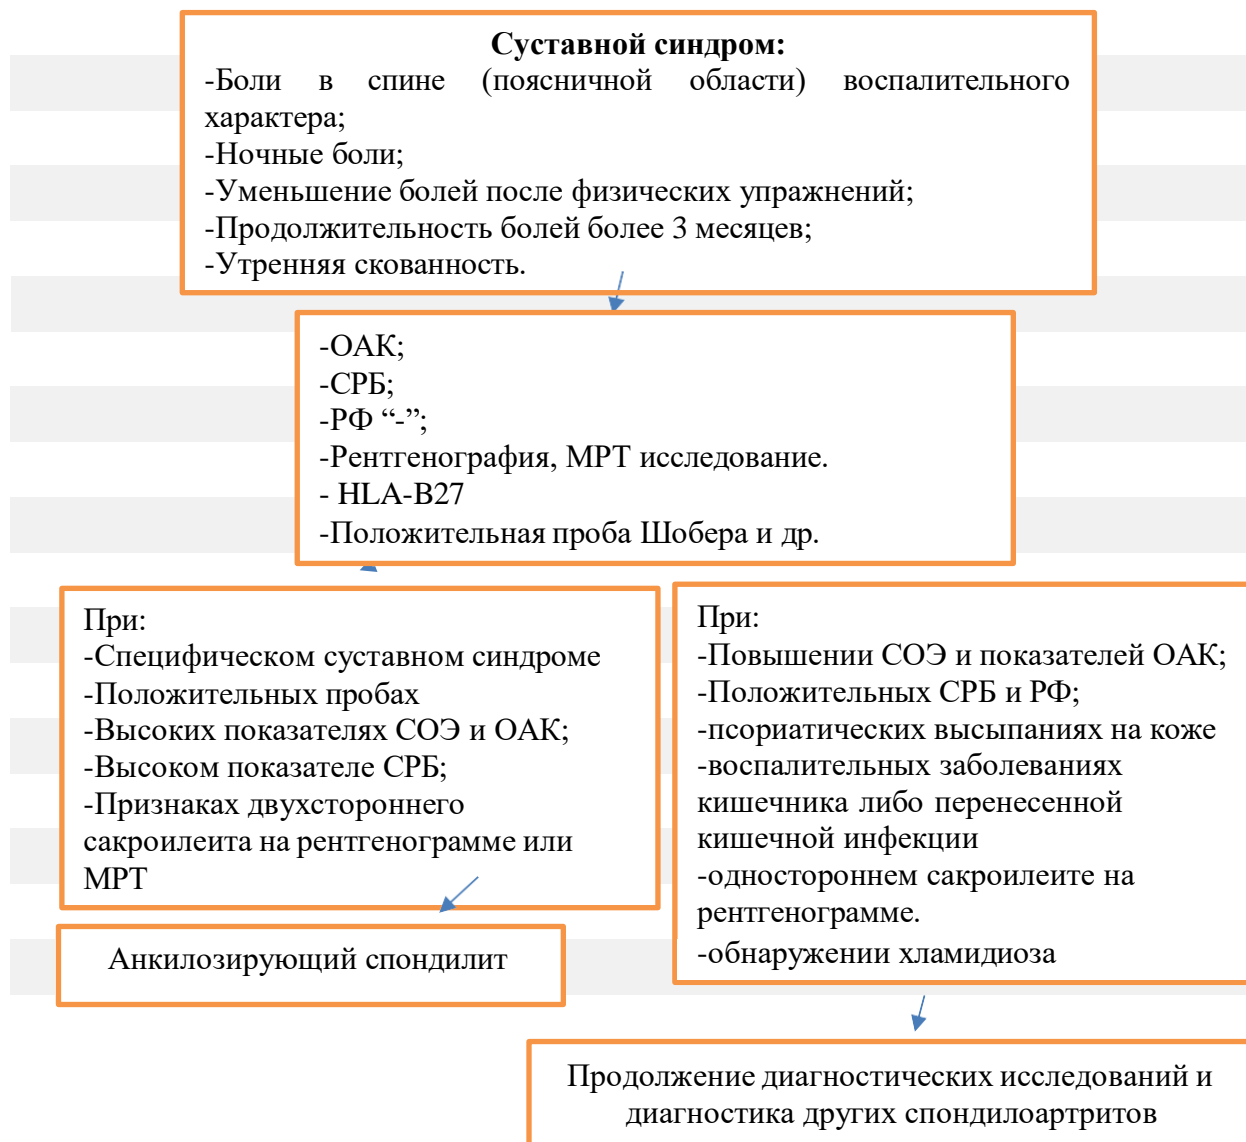 Суставной синдром:
-Боли в спине (поясничной области) воспалительного
характера;
-Ночные боли;
-Уменьшение болей после физических упражнений;
-Продолжительность болей более 3 месяцев;
-Утренняя скованность.
-ОАК;
-СРБ;
-РФ “-”;
-Рентгенография, МРТ исследование.
- HLA-B27
-Положительная проба Шобера и др.
При:
-Специфическом суставном синдроме
-Положительных пробах
-Высоких показателях СОЭ и ОАК;
-Высоком показателе СРБ;
-Признаках двухстороннего
сакроилеита на рентгенограмме или
МРТ
Анкилозирующий спондилит
При:
-Повышении СОЭ и показателей ОАК;
-Положительных СРБ и РФ;
-псориатических высыпаниях на коже
-воспалительных заболеваниях
кишечника либо перенесенной
кишечной инфекции
-одностороннем сакроилеите на
рентгенограмме.
-обнаружении хламидиоза
Продолжение диагностических исследований и
диагностика других спондилоартритов